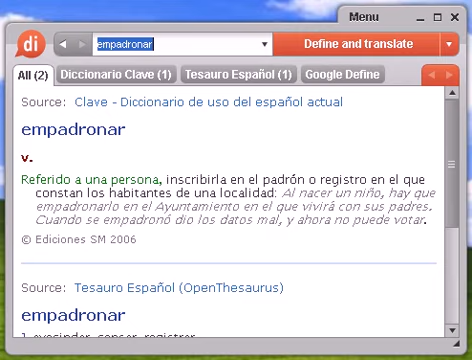 Menu
di
empadronar
Define and translate
All (2)
Diccionario Clave (1)
Tesauro Español (1)
Google Define
Source: Clave - Diccionario de uso del español actual
empadronar
v.
Referido a una persona, inscribirla en el padrón o registro en el que
constan los habitantes de una localidad: Al nacer un niño, hay que
empadronarlo en el Ayuntamiento en el que vivirá con sus padres.
Cuando se empadronó dio los datos mal, y ahora no puede votar.
© Ediciones SM 2006
Source: Tesauro Español (OpenThesaurus)
empadronar
1 avecindar, censar, registrar